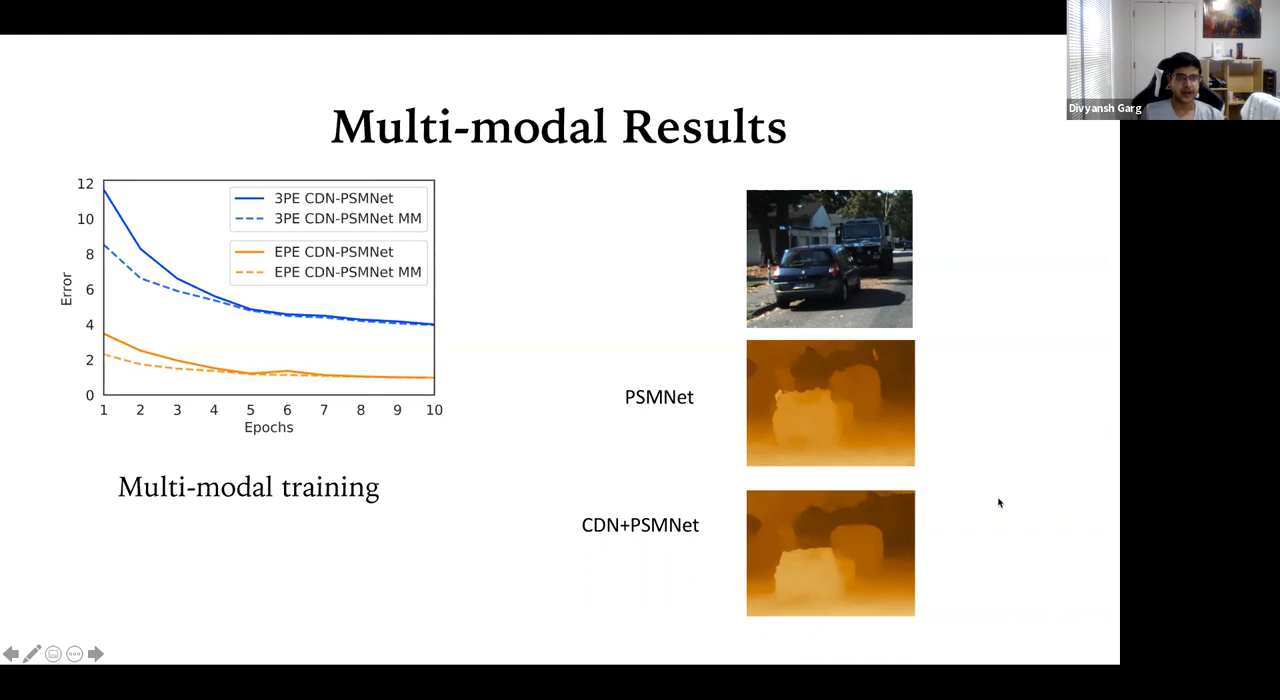 Divyansh Garg
Multi-modal Results
12
10
8
6
4
2
0
Error
3PE CDN-PSMNet
3PE CDN-PSMNet MM
EPE CDN-PSMNet
EPE CDN-PSMNet MM
1 2 3 4 5 6 7 8 9 10
Epochs
Multi-modal training
PSMNet
CDN+PSMNet